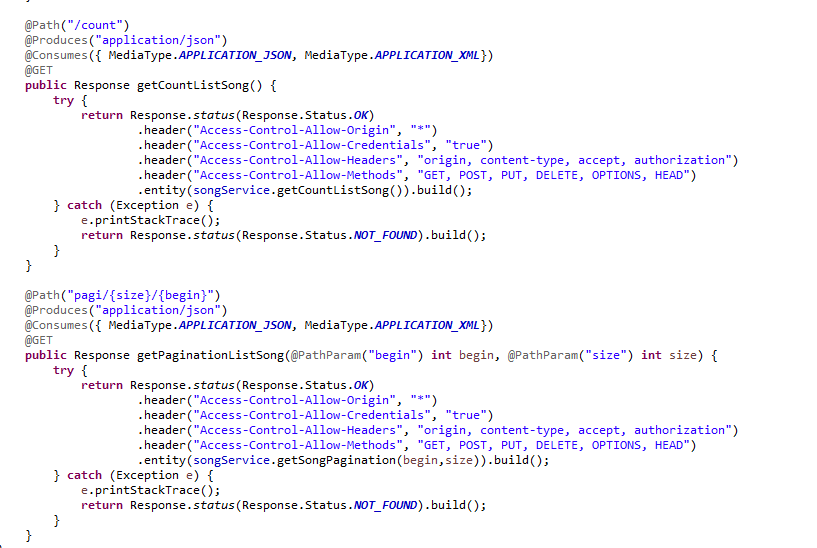 @Path("/count")
@Produces("application/json")
@Consumes({ MediaType.APPLICATION_JSON, MediaType.APPLICATION_XML})
@GET
public Response getCountListSong() {
    try {
        return Response.status(Response.Status.OK)
                .header("Access-Control-Allow-Origin", "*")
                .header("Access-Control-Allow-Credentials", "true")
                .header("Access-Control-Allow-Headers", "origin, content-type, accept, authorization")
                .header("Access-Control-Allow-Methods", "GET, POST, PUT, DELETE, OPTIONS, HEAD")
                .entity(songService.getCountListSong()).build();
    } catch (Exception e) {
        e.printStackTrace();
        return Response.status(Response.Status.NOT_FOUND).build();
    }
}
@Path("pagi/{size}/{begin}")
@Produces("application/json")
@Consumes({ MediaType.APPLICATION_JSON, MediaType.APPLICATION_XML})
@GET
public Response getPaginationListSong(@PathParam("begin") int begin, @PathParam("size") int size) {
    try {
        return Response.status(Response.Status.OK)
                .header("Access-Control-Allow-Origin", "*")
                .header("Access-Control-Allow-Credentials", "true")
                .header("Access-Control-Allow-Headers", "origin, content-type, accept, authorization")
                .header("Access-Control-Allow-Methods", "GET, POST, PUT, DELETE, OPTIONS, HEAD")
                .entity(songService.getSongPagination(begin,size)).build();
    } catch (Exception e) {
        e.printStackTrace();
        return Response.status(Response.Status.NOT_FOUND).build();
    }
}